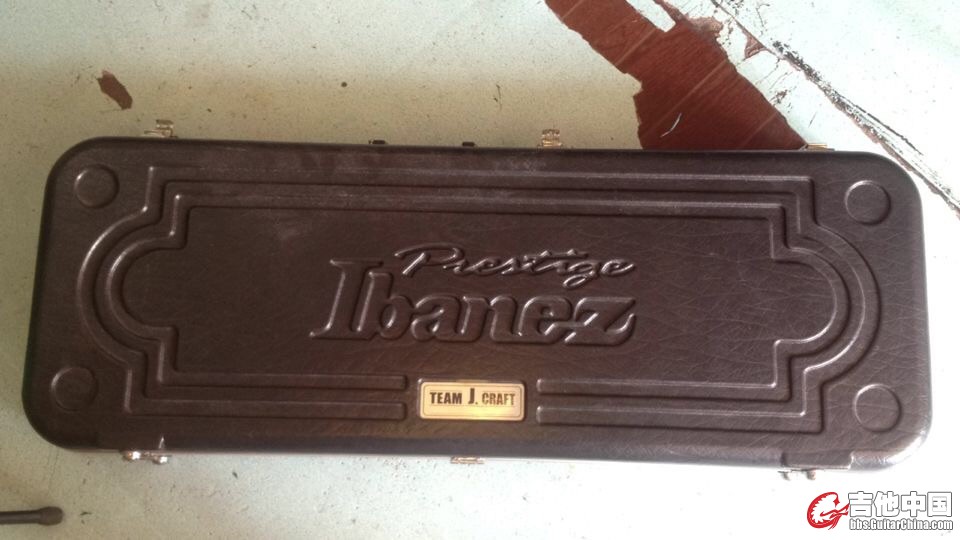 Prestige
Ibanez
TEAM J. CRAFT
吉他中国
bbs.GuitarChina.com